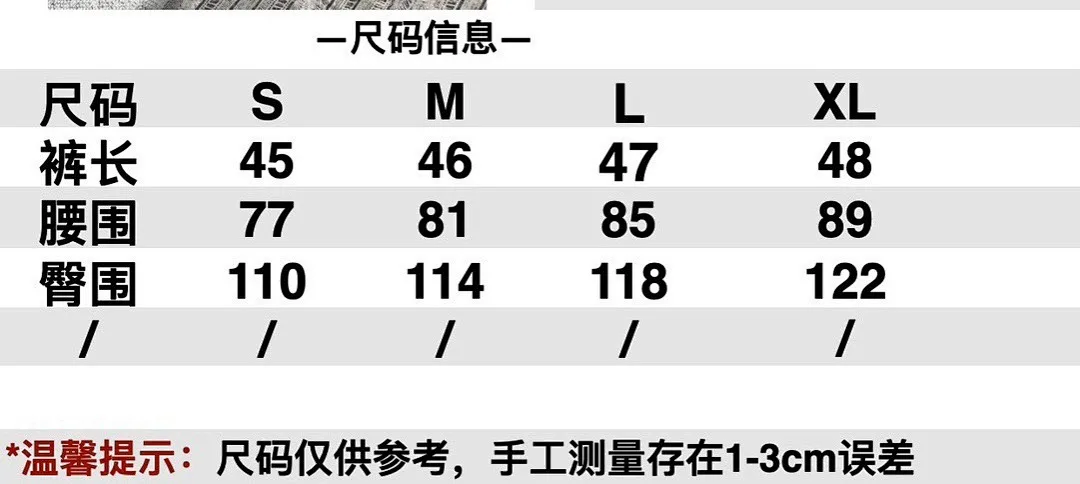 —尺码信息—
尺码 S M L XL
裤长 45 46 47 48
腰围 77 81 85 89
臀围 110 114 118 122
/ / / / /
*温馨提示：尺码仅供参考，手工测量存在1-3cm误差